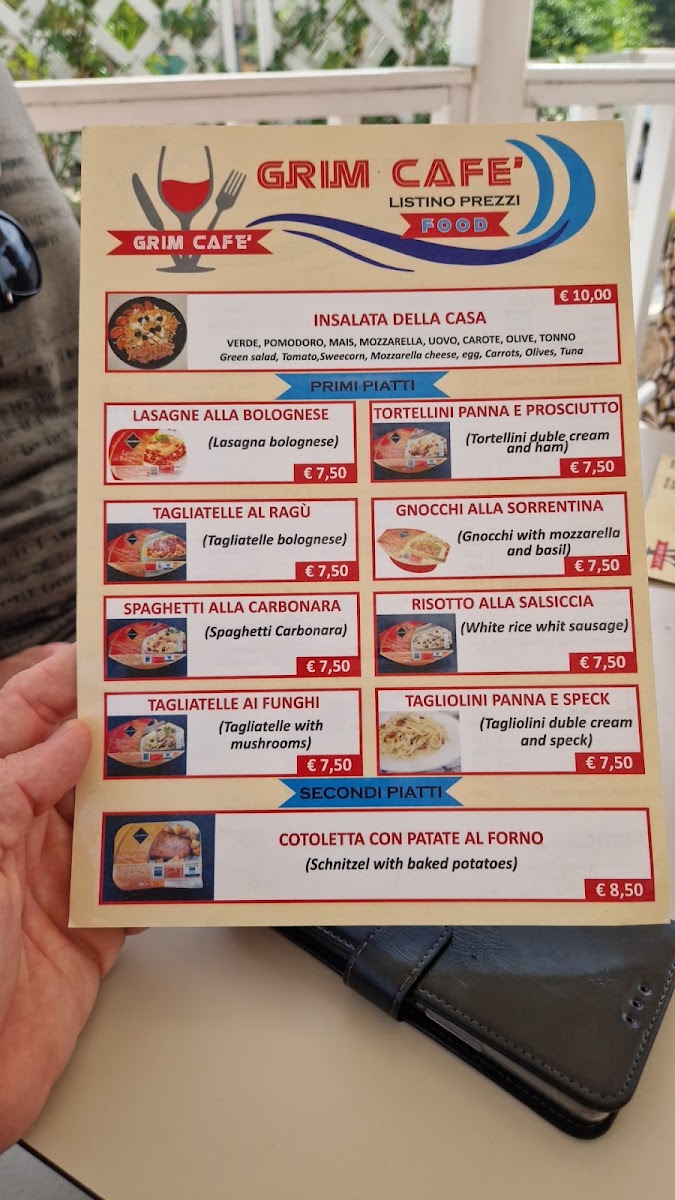 GRIM CAFE'
LISTINO PREZZI
FOOD
GRIM CAFE'
€ 10,00
INSALATA DELLA CASA
VERDE, POMODORO, MAIS, MOZZARELLA, UOVO, CAROTE, OLIVE, TONNO
Green salad, Tomato,Sweecorn, Mozzarella cheese, egg, Carrots, Olives, Tuna
PRIMI PIATTI
LASAGNE ALLA BOLOGNESE
(Lasagna bolognese)
€ 7,50
TORTELLINI PANNA E PROSCIUTTO
(Tortellini duble cream
and ham)
€ 7,50
TAGLIATELLE AL RAGÙ
(Tagliatelle bolognese)
€ 7,50
GNOCCHI ALLA SORRENTINA
(Gnocchi with mozzarella
and basil)
€ 7,50
SPAGHETTI ALLA CARBONARA
(Spaghetti Carbonara)
€ 7,50
RISOTTO ALLA SALSICCIA
(White rice whit sausage)
€ 7,50
TAGLIATELLE AI FUNGHI
(Tagliatelle with
mushrooms)
€ 7,50
TAGLIOLINI PANNA E SPECK
(Tagliolini duble cream
and speck)
€ 7,50
SECONDI PIATTI
COTOLETTA CON PATATE AL FORNO
(Schnitzel with baked potatoes)
€ 8,50